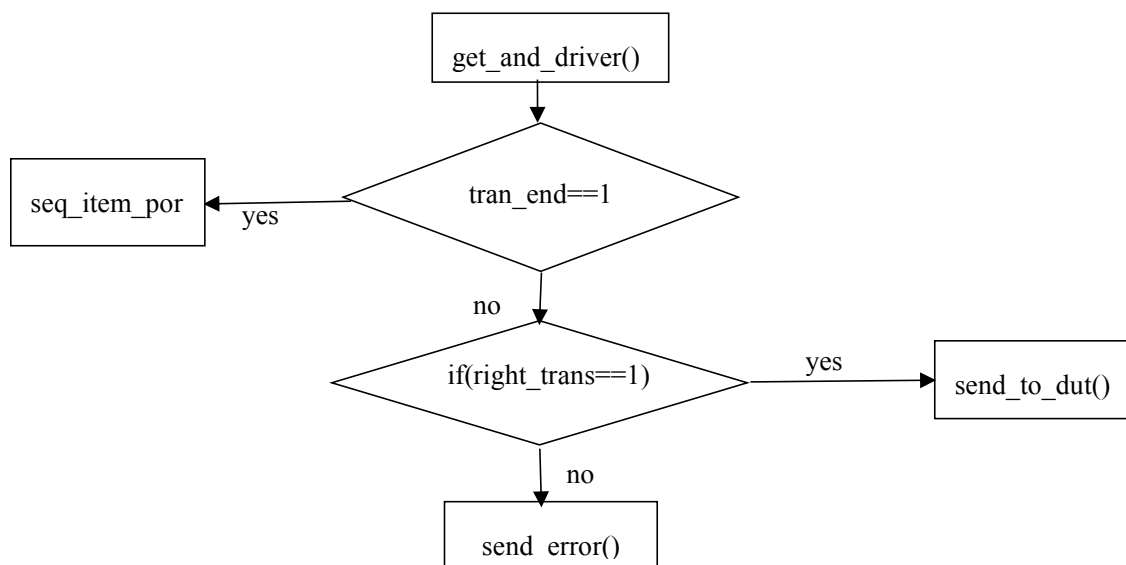 get_and_driver()
tran_end==1
seq_item_por
yes
no
if(right_trans==1)
yes
send_to_dut()
no
send_error()